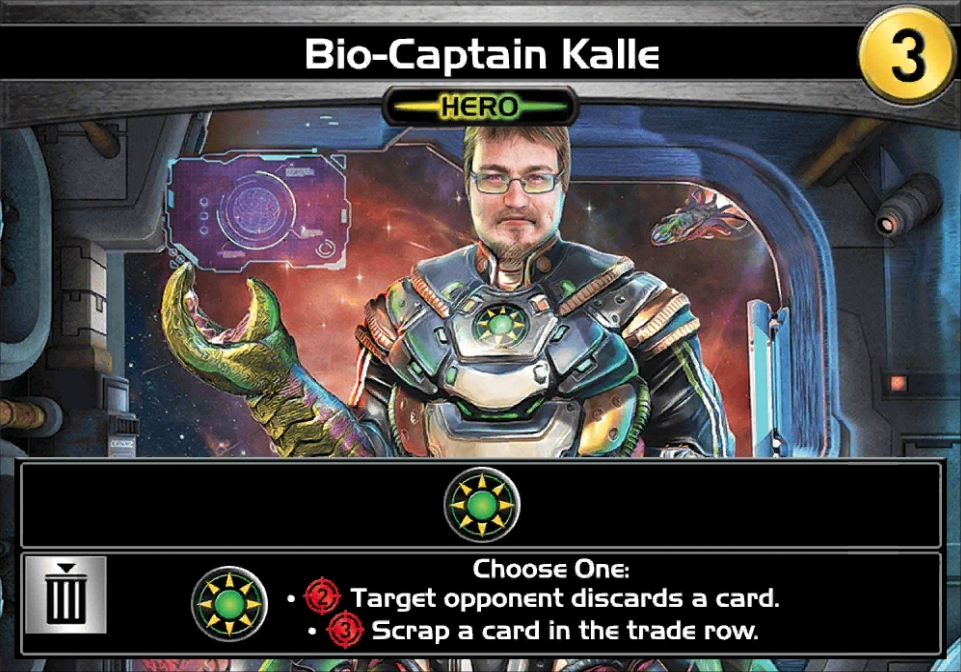 Bio-Captain Kalle
3
HERO
Choose One:
• 2 Target opponent discards a card.
• 3 Scrap a card in the trade row.